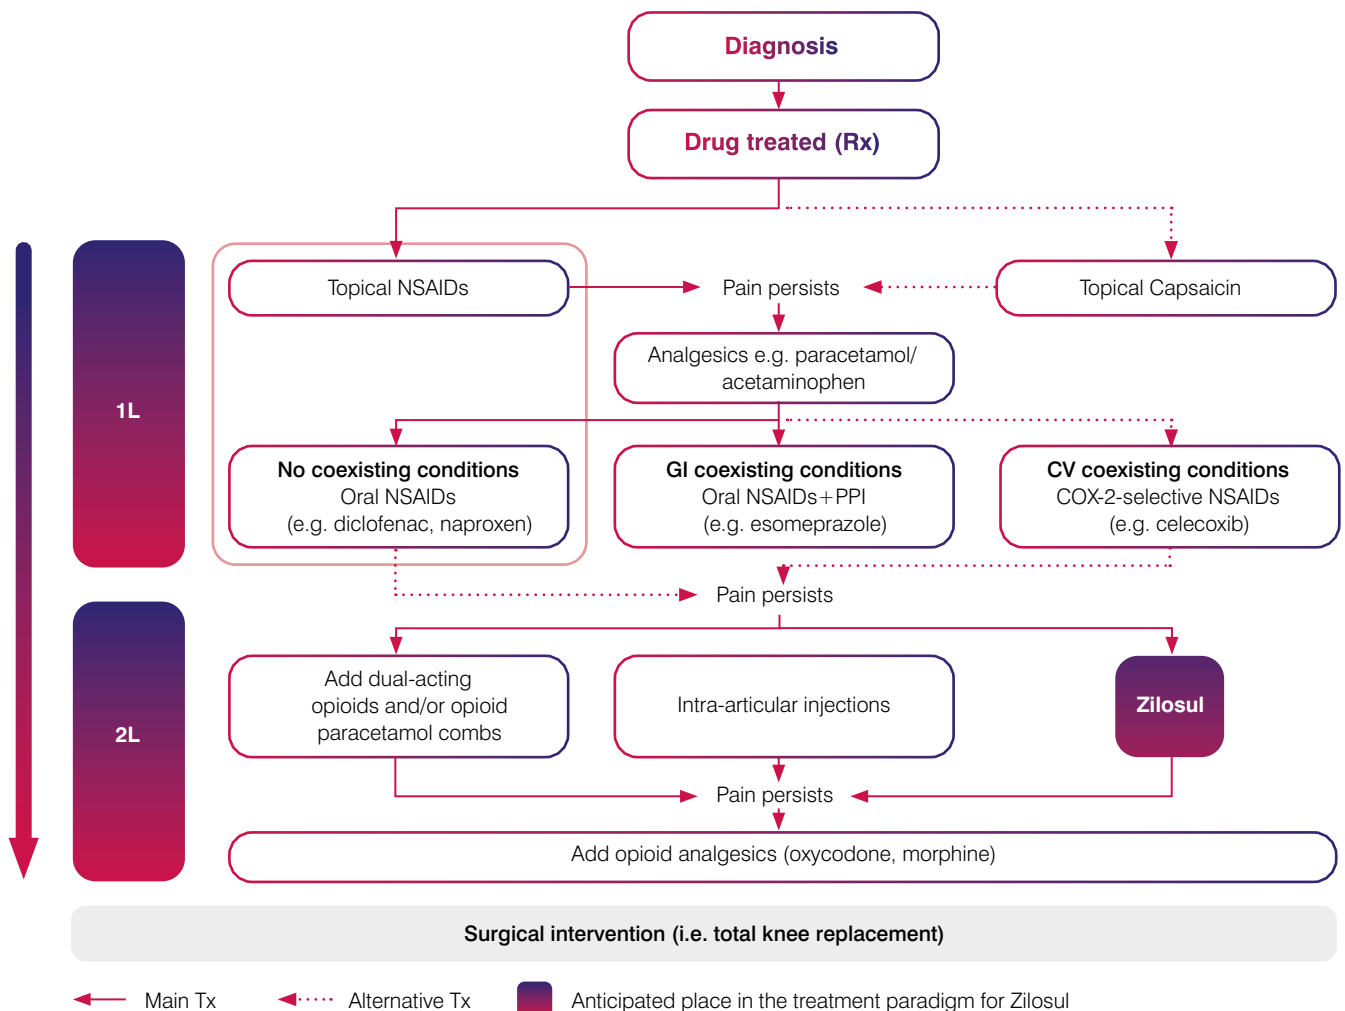 Diagnosis
Drug treated (Rx)
1L
Topical NSAIDs
Pain persists
Topical Capsaicin
Analgesics e.g. paracetamol/
acetaminophen
No coexisting conditions
Oral NSAIDs
(e.g. diclofenac, naproxen)
GI coexisting conditions
Oral NSAIDs+PPI
(e.g. esomeprazole)
CV coexisting conditions
COX-2-selective NSAIDs
(e.g. celecoxib)
Pain persists
2L
Add dual-acting
opioids and/or opioid
paracetamol combs
Intra-articular injections
Zilosul
Pain persists
Add opioid analgesics (oxycodone, morphine)
Surgical intervention (i.e. total knee replacement)
Main Tx
Alternative Tx
Anticipated place in the treatment paradigm for Zilosul